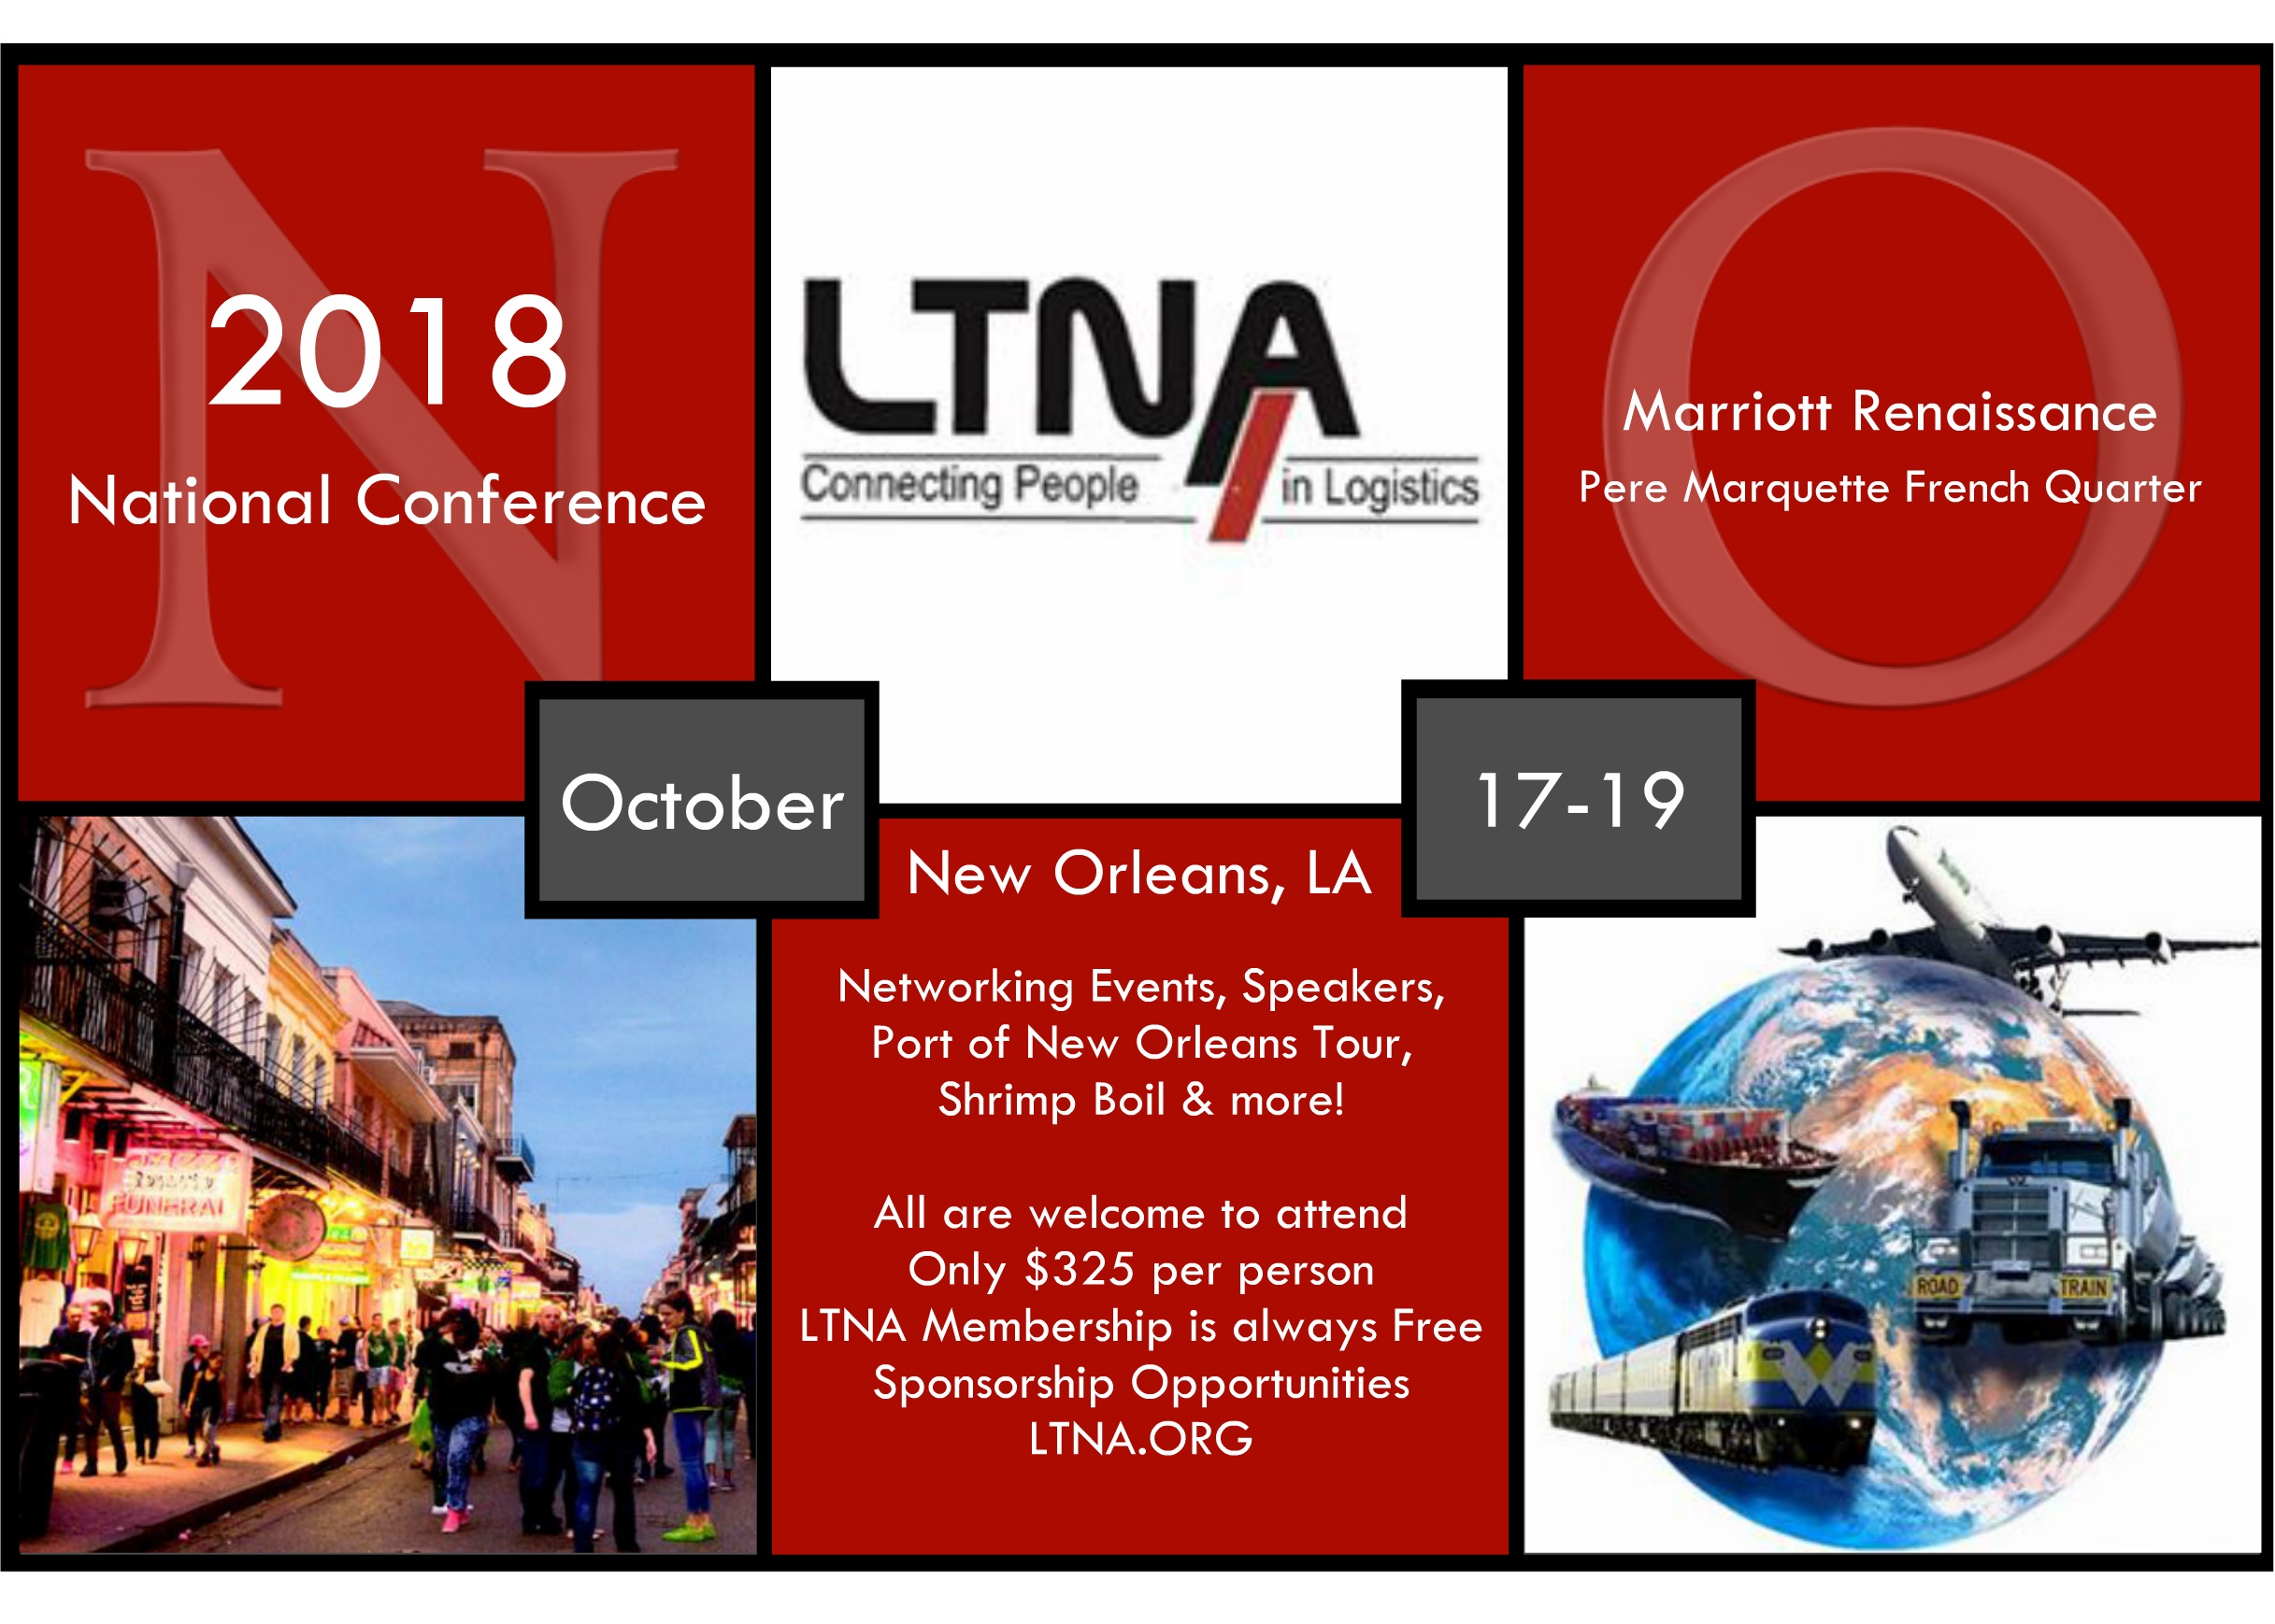 N
2018
National Conference
LTNA
Connecting People in Logistics
O
Marriott Renaissance
Pere Marquette French Quarter
October
17-19
New Orleans, LA
Networking Events, Speakers,
Port of New Orleans Tour,
Shrimp Boil & more!
All are welcome to attend
Only $325 per person
LTNA Membership is always Free
Sponsorship Opportunities
LTNA.ORG
FUNERAL
ROAD TRAIN